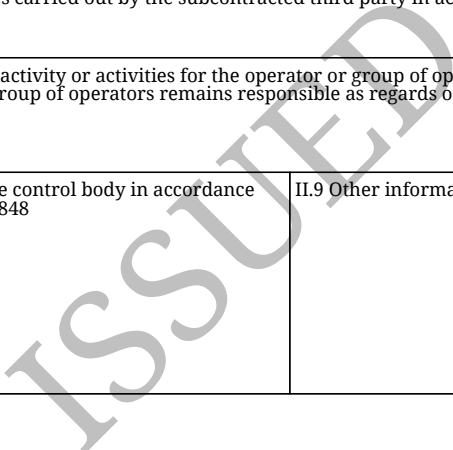 s carried out by the subcontracted third party in ac
activity or activities for the operator or group of op
roup of operators remains responsible as regards o
e control body in accordance
848
II.9 Other informa
ISSUED